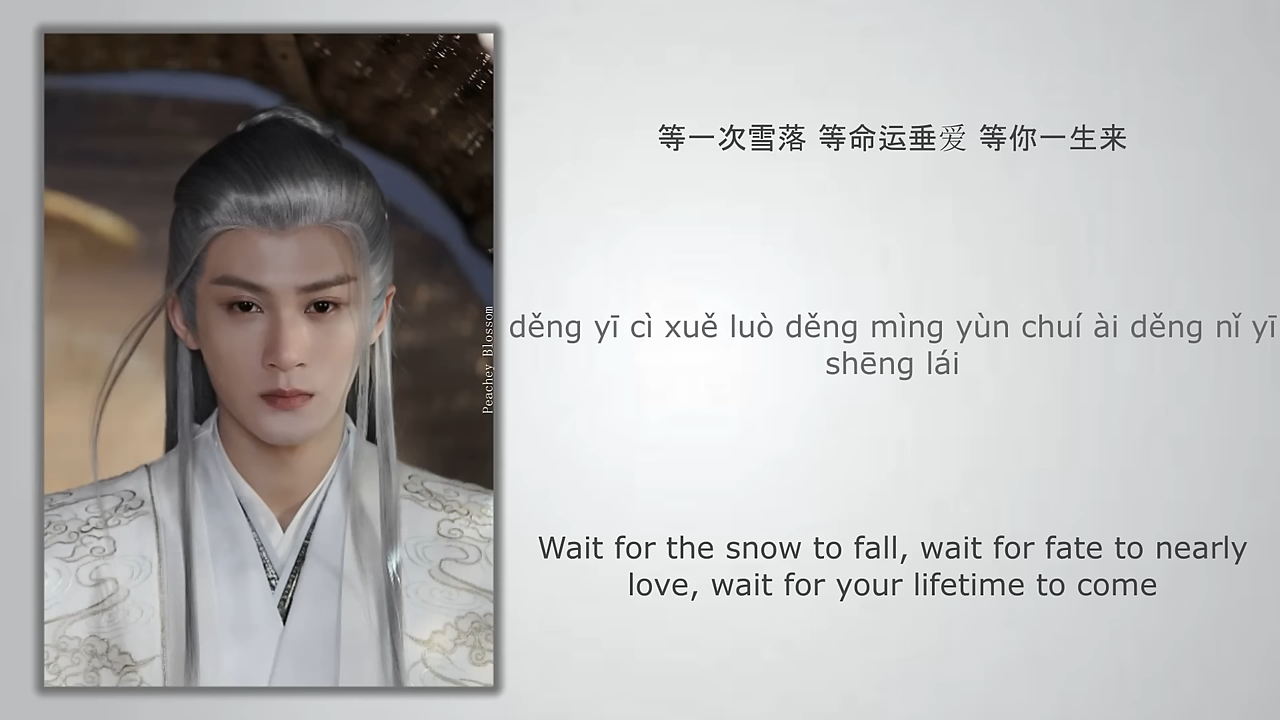 等一次雪落 等命运垂爱 等你一生来
děng yī cì xuě luò děng mìng yùn chuí ài děng nǐ yī
shēng lái
Wait for the snow to fall, wait for fate to nearly
love, wait for your lifetime to come
Peachey Blossom